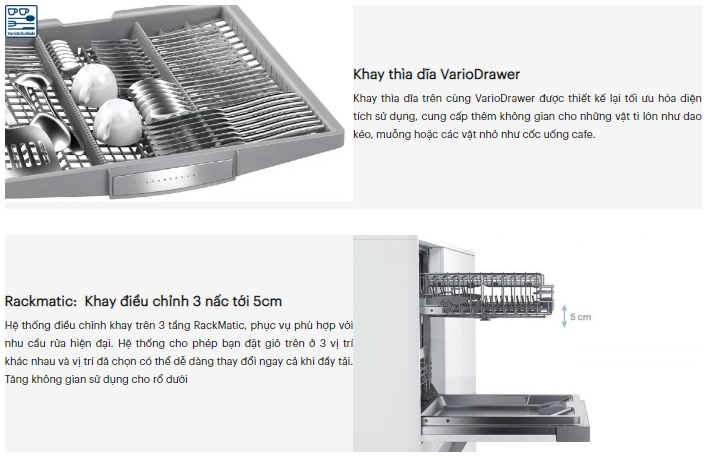 VarioSchublade
Khay thìa dĩa VarioDrawer
Khay thìa dĩa trên cùng VarioDrawer được thiết kế lại tối ưu hóa diện
tích sử dụng, cung cấp thêm không gian cho những vật ti lỏn như dao
kéo, muỗng hoặc các vật nhỏ như cốc uống cafe.
Rackmatic: Khay điều chỉnh 3 nấc tới 5cm
Hệ thống điều chỉnh khay trên 3 tầng RackMatic, phục vụ phù hợp với
nhu cầu rửa hiện đại. Hệ thống cho phép bạn đặt giỏ trên ở 3 vị trí
khác nhau và vị trí đã chọn có thể dễ dàng thay đổi ngay cả khi đầy tải.
Tăng không gian sử dụng cho rổ dưới
5 cm